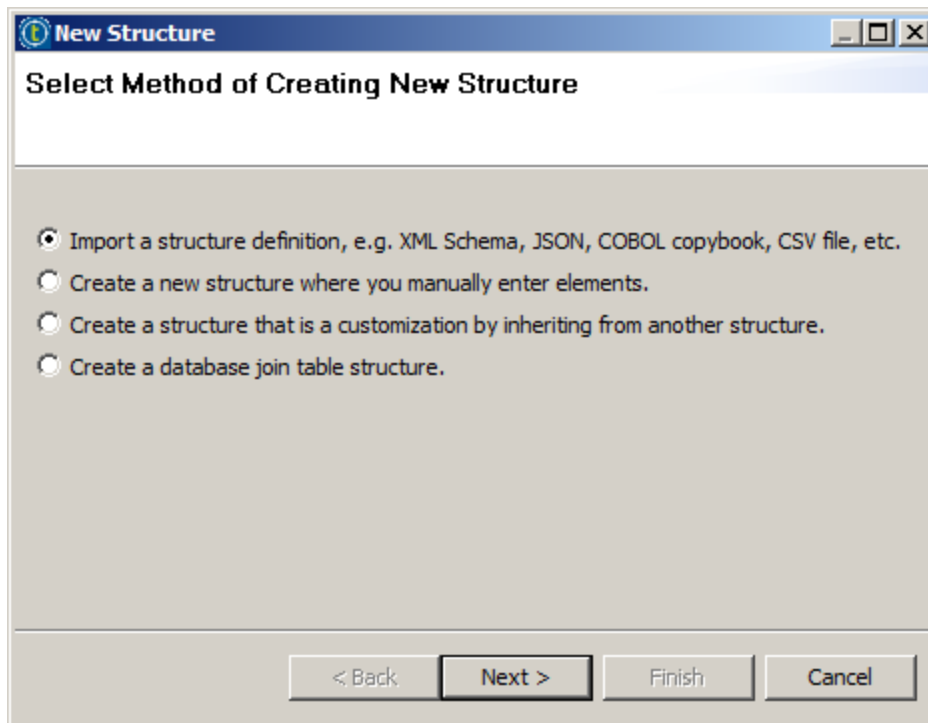 New Structure
Select Method of Creating New Structure
Import a structure definition, e.g. XML Schema, JSON, COBOL copybook, CSV file, etc.
Create a new structure where you manually enter elements.
Create a structure that is a customization by inheriting from another structure.
Create a database join table structure.
< Back Next > Finish Cancel